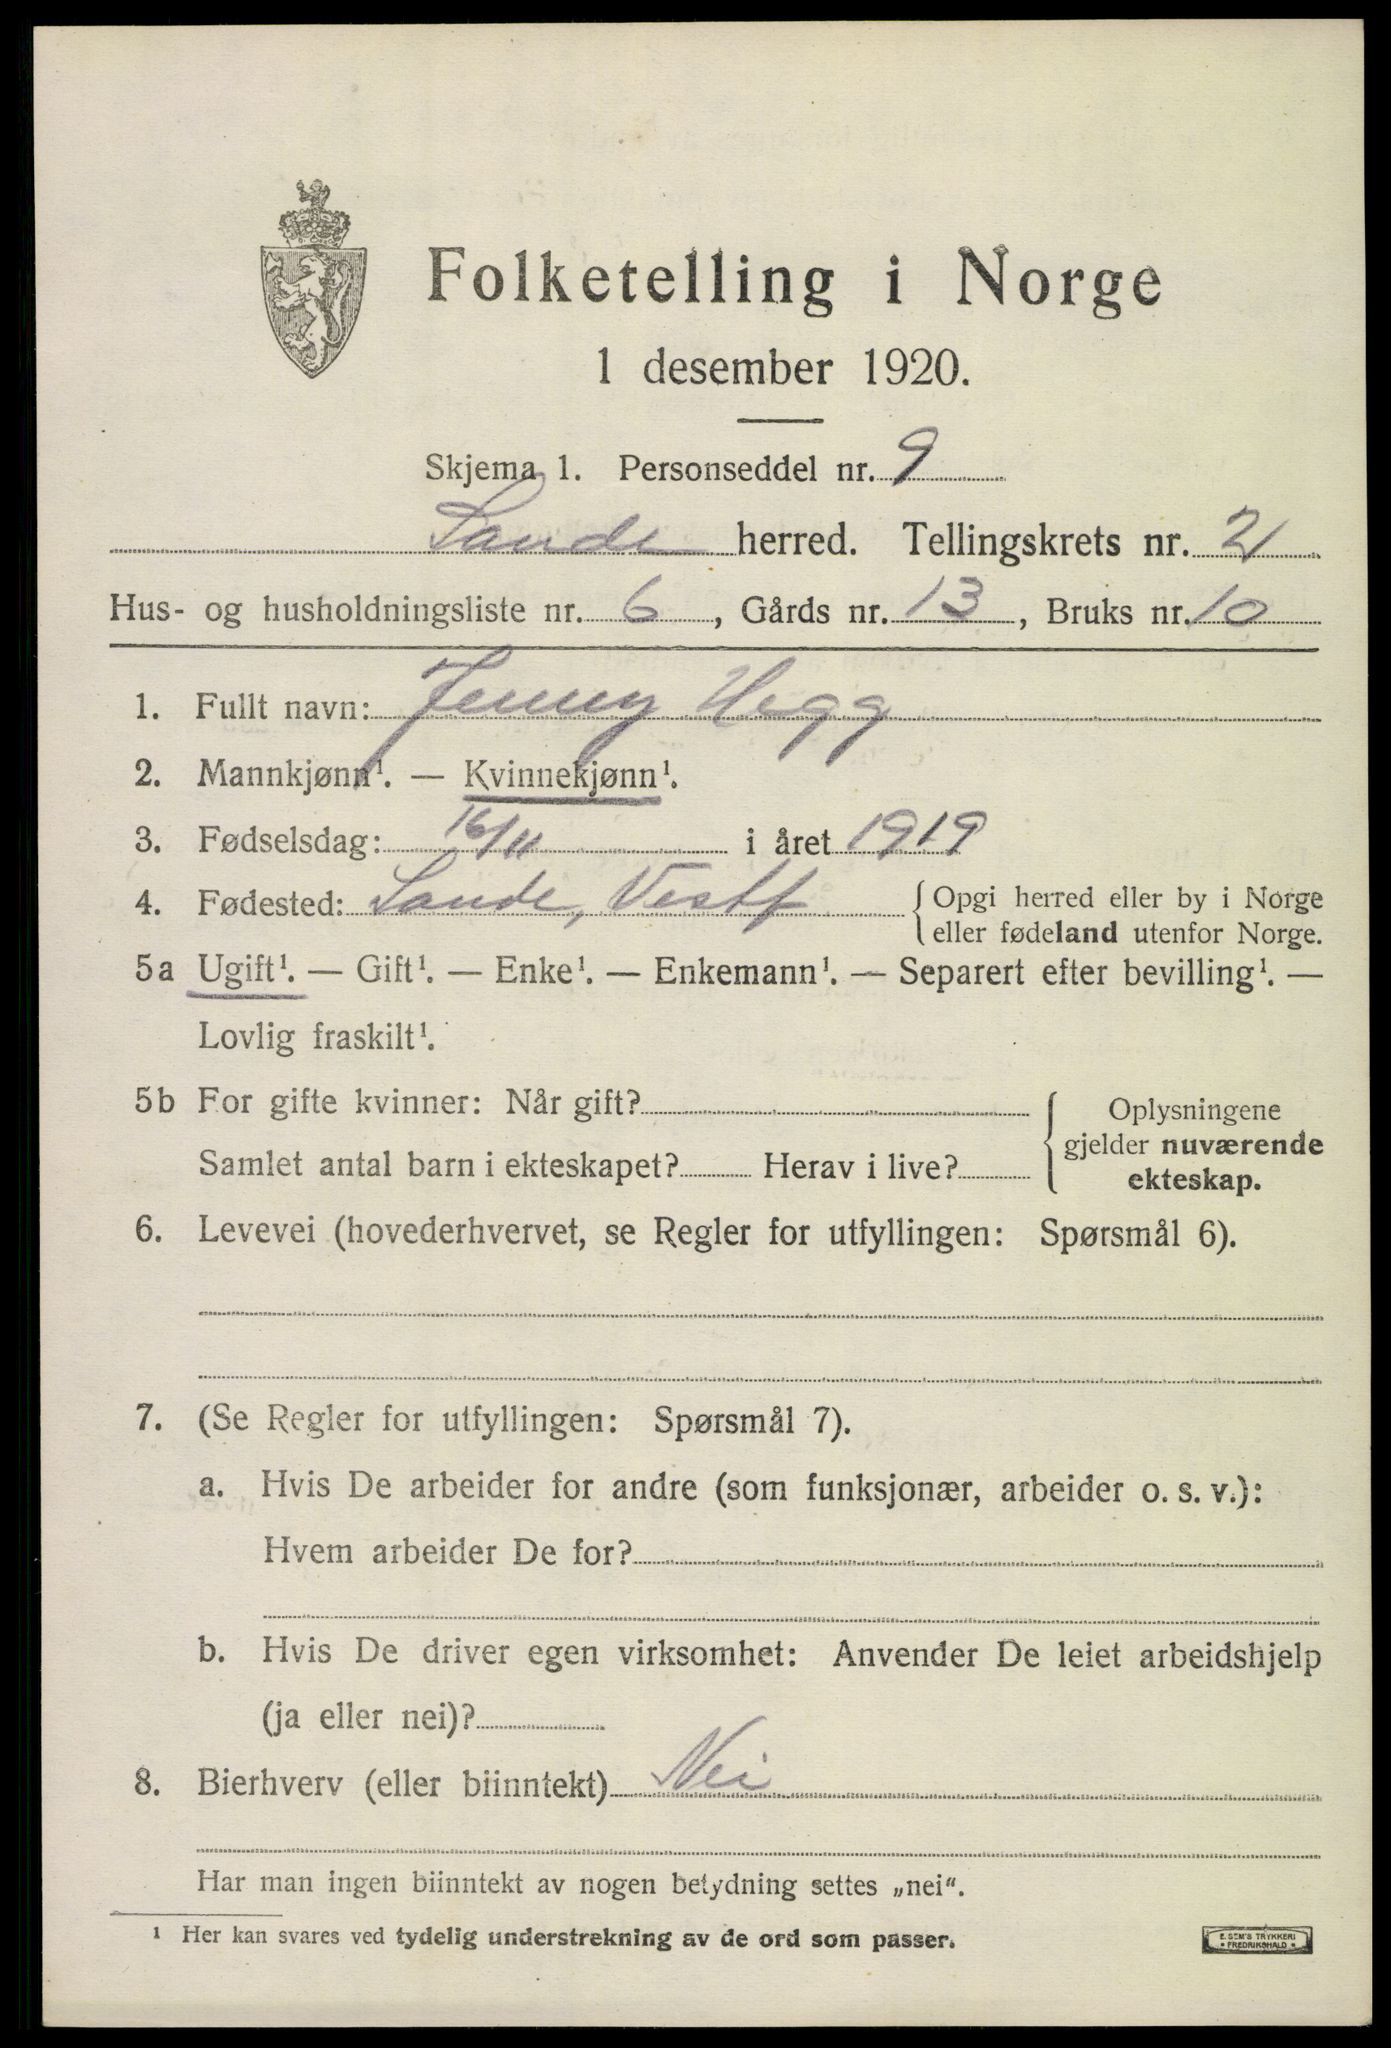 Folketelling i Norge
1 desember 1920.
Skjema 1. Personseddel nr. 9
Sande herred. Tellingskrets nr. 2
Hus- og husholdningsliste nr. 6, Gårds nr. 13, Bruks nr. 10
1. Fullt navn: Jenny Hegg
2. Mannkjønn¹. — Kvinnekjønn¹.
3. Fødselsdag: 16/11 i året 1919
4. Fødested: Sande, Vestf { Opgi herred eller by i Norge
eller fødeland utenfor Norge.
5a Ugift¹. — Gift¹. — Enke¹. — Enkemann¹. — Separert efter bevilling¹. —
Lovlig fraskilt¹.
5b For gifte kvinner: Når gift? { Oplysningene
gjelder nuværende
Samlet antal barn i ekteskapet? Herav i live?
ekteskap.
6. Levevei (hovederhvervet, se Regler for utfyllingen: Spørsmål 6).
7. (Se Regler for utfyllingen: Spørsmål 7).
a. Hvis De arbeider for andre (som funksjonær, arbeider o. s. v.):
Hvem arbeider De for?
b. Hvis De driver egen virksomhet: Anvender De leiet arbeidshjelp
(ja eller nei)?
8. Bierhverv (eller biinntekt) Nei
Har man ingen biinntekt av nogen betydning settes „nei“.
¹ Her kan svares ved tydelig understrekning av de ord som passer.
E. SEM'S TRYKKERI
• FREDRIKSHALD •